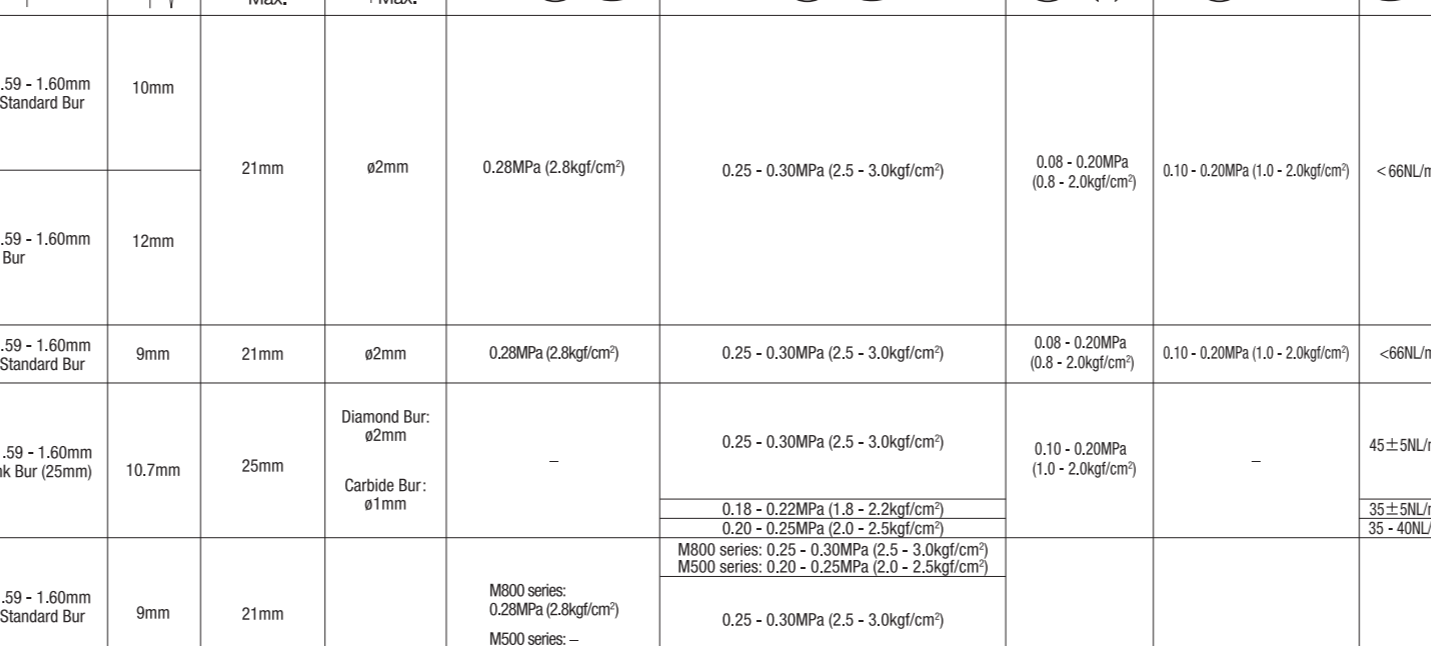 Max.
Max.
.59 - 1.60mm
Standard Bur
10mm
21mm
ø2mm
0.28MPa (2.8kgf/cm²)
0.25 - 0.30MPa (2.5 - 3.0kgf/cm²)
0.08 - 0.20MPa
(0.8 - 2.0kgf/cm²)
0.10 - 0.20MPa (1.0 - 2.0kgf/cm²)
<66NL/m
.59 - 1.60mm
Bur
12mm
.59 - 1.60mm
Standard Bur
9mm
21mm
ø2mm
0.28MPa (2.8kgf/cm²)
0.25 - 0.30MPa (2.5 - 3.0kgf/cm²)
0.08 - 0.20MPa
(0.8 - 2.0kgf/cm²)
0.10 - 0.20MPa (1.0 - 2.0kgf/cm²)
<66NL/m
.59 - 1.60mm
nk Bur (25mm)
10.7mm
25mm
Diamond Bur:
ø2mm
Carbide Bur:
ø1mm
–
0.25 - 0.30MPa (2.5 - 3.0kgf/cm²)
0.18 - 0.22MPa (1.8 - 2.2kgf/cm²)
0.20 - 0.25MPa (2.0 - 2.5kgf/cm²)
0.10 - 0.20MPa
(1.0 - 2.0kgf/cm²)
–
45±5NL/m
35±5NL/m
35 - 40NL/
.59 - 1.60mm
Standard Bur
9mm
21mm
M800 series:
0.28MPa (2.8kgf/cm²)
M500 series: –
M800 series: 0.25 - 0.30MPa (2.5 - 3.0kgf/cm²)
M500 series: 0.20 - 0.25MPa (2.0 - 2.5kgf/cm²)
0.25 - 0.30MPa (2.5 - 3.0kgf/cm²)